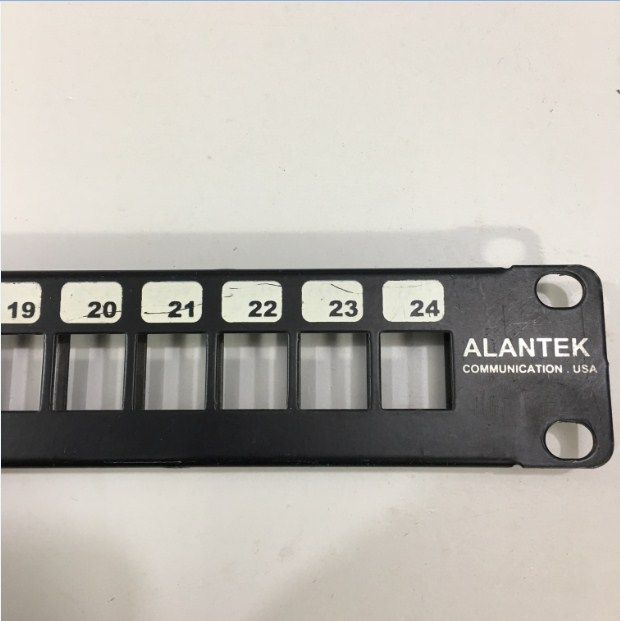 19 20 21 22 23 24
ALANTEK
COMMUNICATION . USA